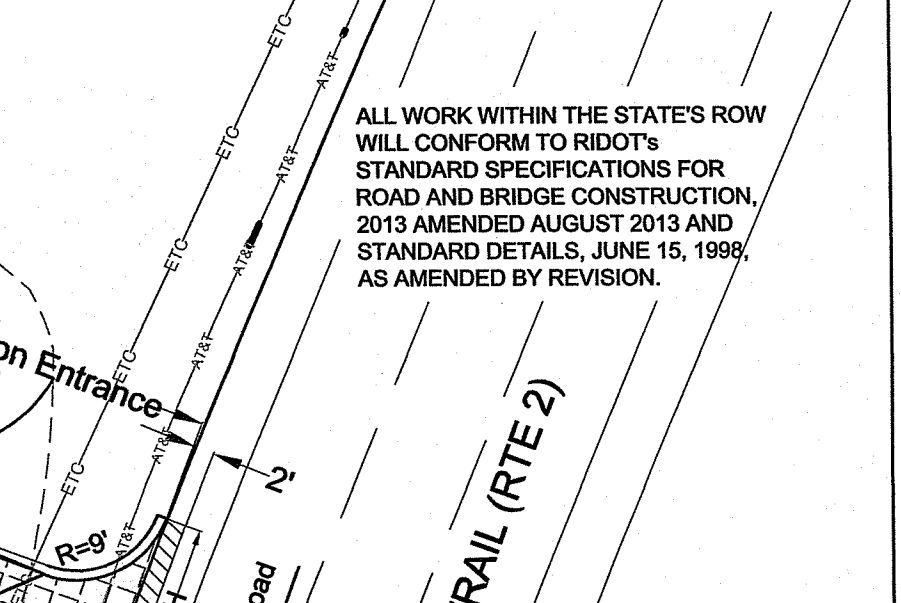 ETC
AT&T
ETC
AT&T
ETC
AT&T
ETC
AT&T
ETC
AT&T
AT&T
ETC
ALL WORK WITHIN THE STATE'S ROW
WILL CONFORM TO RIDOT's
STANDARD SPECIFICATIONS FOR
ROAD AND BRIDGE CONSTRUCTION,
2013 AMENDED AUGUST 2013 AND
STANDARD DETAILS, JUNE 15, 1998,
AS AMENDED BY REVISION.
on Entrance
2'
R=9'
TRAIL (RTE 2)
oad